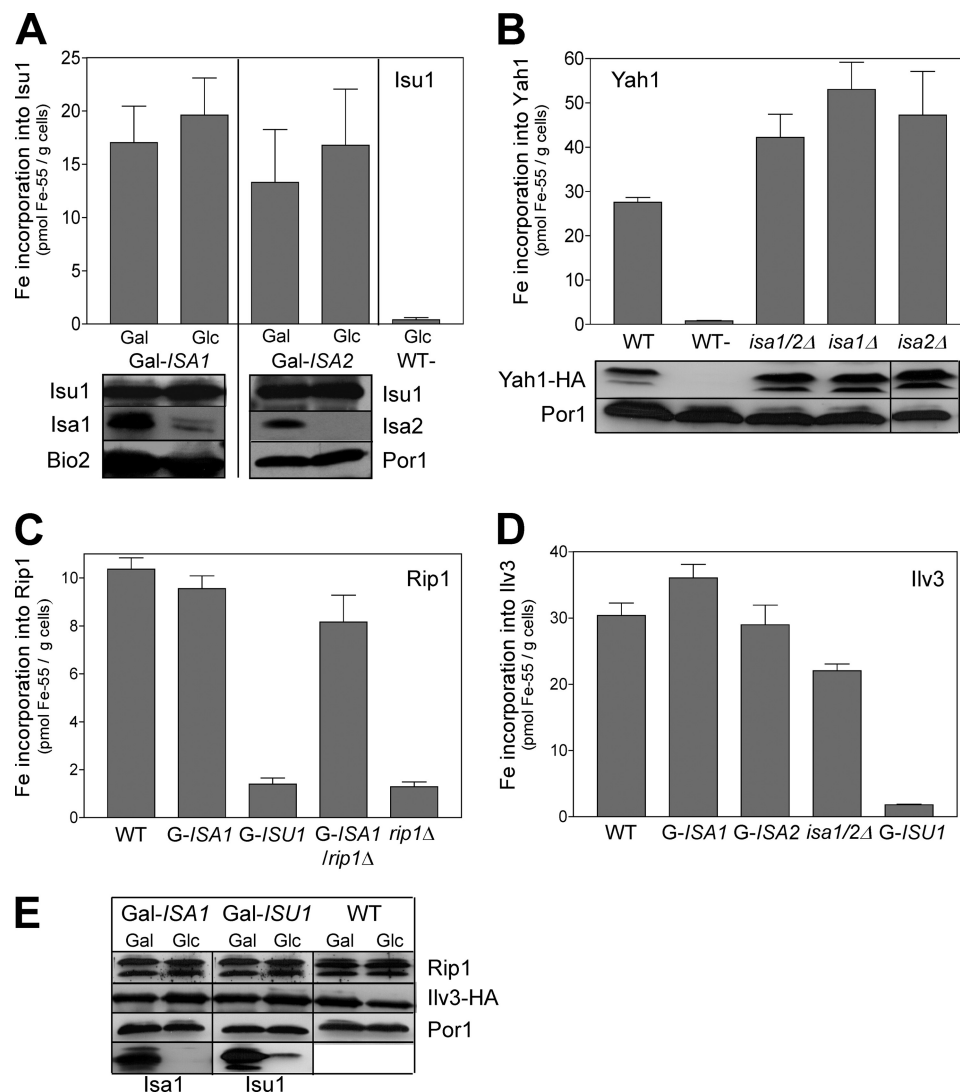 A
Fe incorporation into Isu1
(pmol Fe-55 / g cells)
25
20
15
10
5
0
Isu1
Gal Glc Gal Glc Glc
Gal-ISA1 Gal-ISA2 WT-
Isu1 Isu1
Isa1 Isa2
Bio2 Por1
B
Fe incorporation into Yah1
(pmol Fe-55 / g cells)
60
50
40
30
20
10
0
Yah1
WT WT- isa1/2Δ isa1Δ isa2Δ
Yah1-HA
Por1
C
Fe incorporation into Rip1
(pmol Fe-55 / g cells)
10
8
6
4
2
0
Rip1
WT G-ISA1 G-ISU1 G-ISA1 rip1Δ
/rip1Δ
D
Fe incorporation into Ilv3
(pmol Fe-55 / g cells)
40
30
20
10
0
Ilv3
WT G-ISA1 G-ISA2 isa1/2Δ G-ISU1
E
Gal-ISA1 Gal-ISU1 WT
Gal Glc Gal Glc Gal Glc
Rip1
Ilv3-HA
Por1
Isa1 Isu1